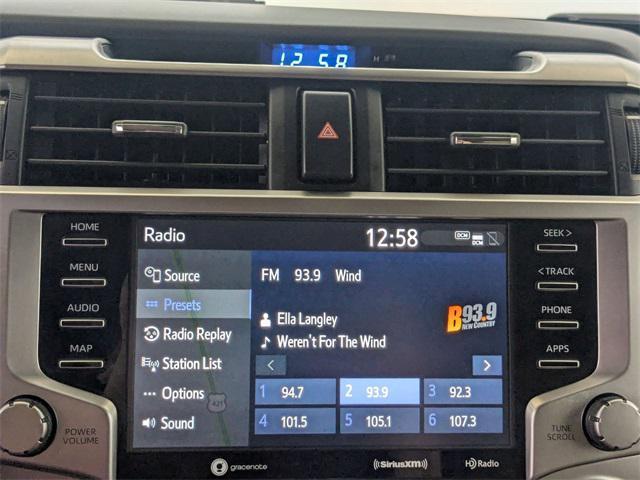 12:58
HOME
MENU
AUDIO
MAP
POWER
VOLUME
SEEK >
< TRACK
PHONE
APPS
TUNE
SCROLL
Radio
12:58
DCM
DCM
Source
Presets
Radio Replay
Station List
Options
Sound
FM 93.9 Wind
Ella Langley
Weren't For The Wind
B93.9
NEW COUNTRY
< >
1 94.7
2 93.9
3 92.3
4 101.5
5 105.1
6 107.3
421
gracenote
((SiriusXM))
HD Radio